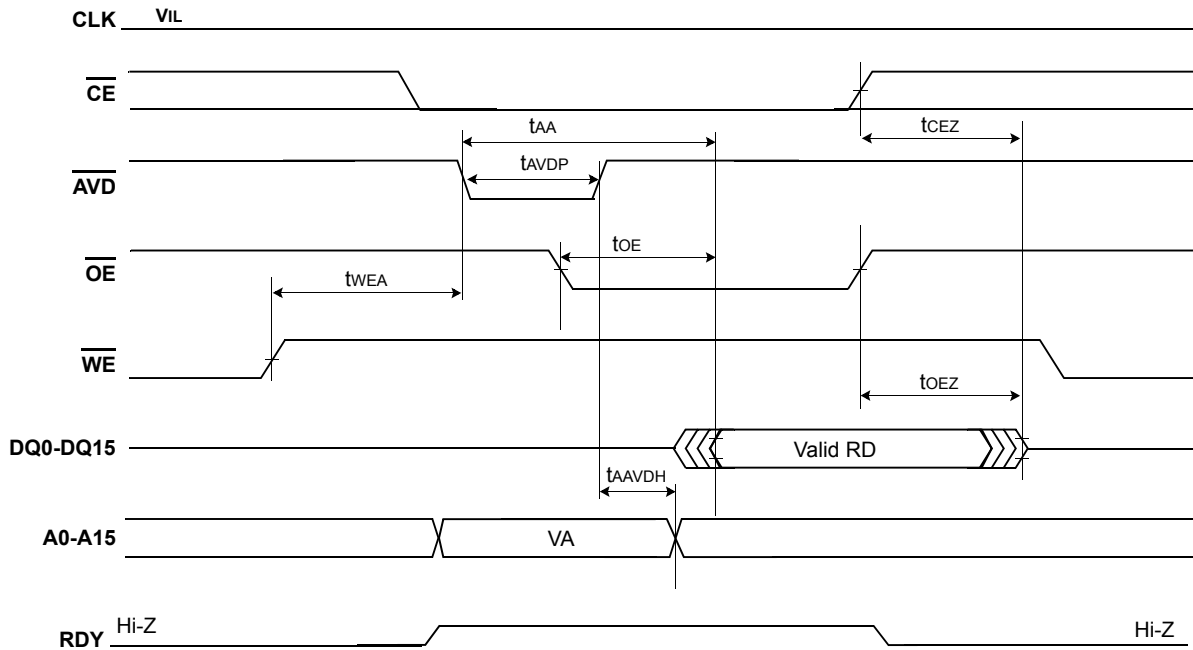 CLK VIL
CE
tAA
tCEZ
AVD
tAVDP
OE
tOE
tWEA
WE
tOEZ
DQ0-DQ15
Valid RD
tAAVDH
A0-A15
VA
RDY Hi-Z
Hi-Z